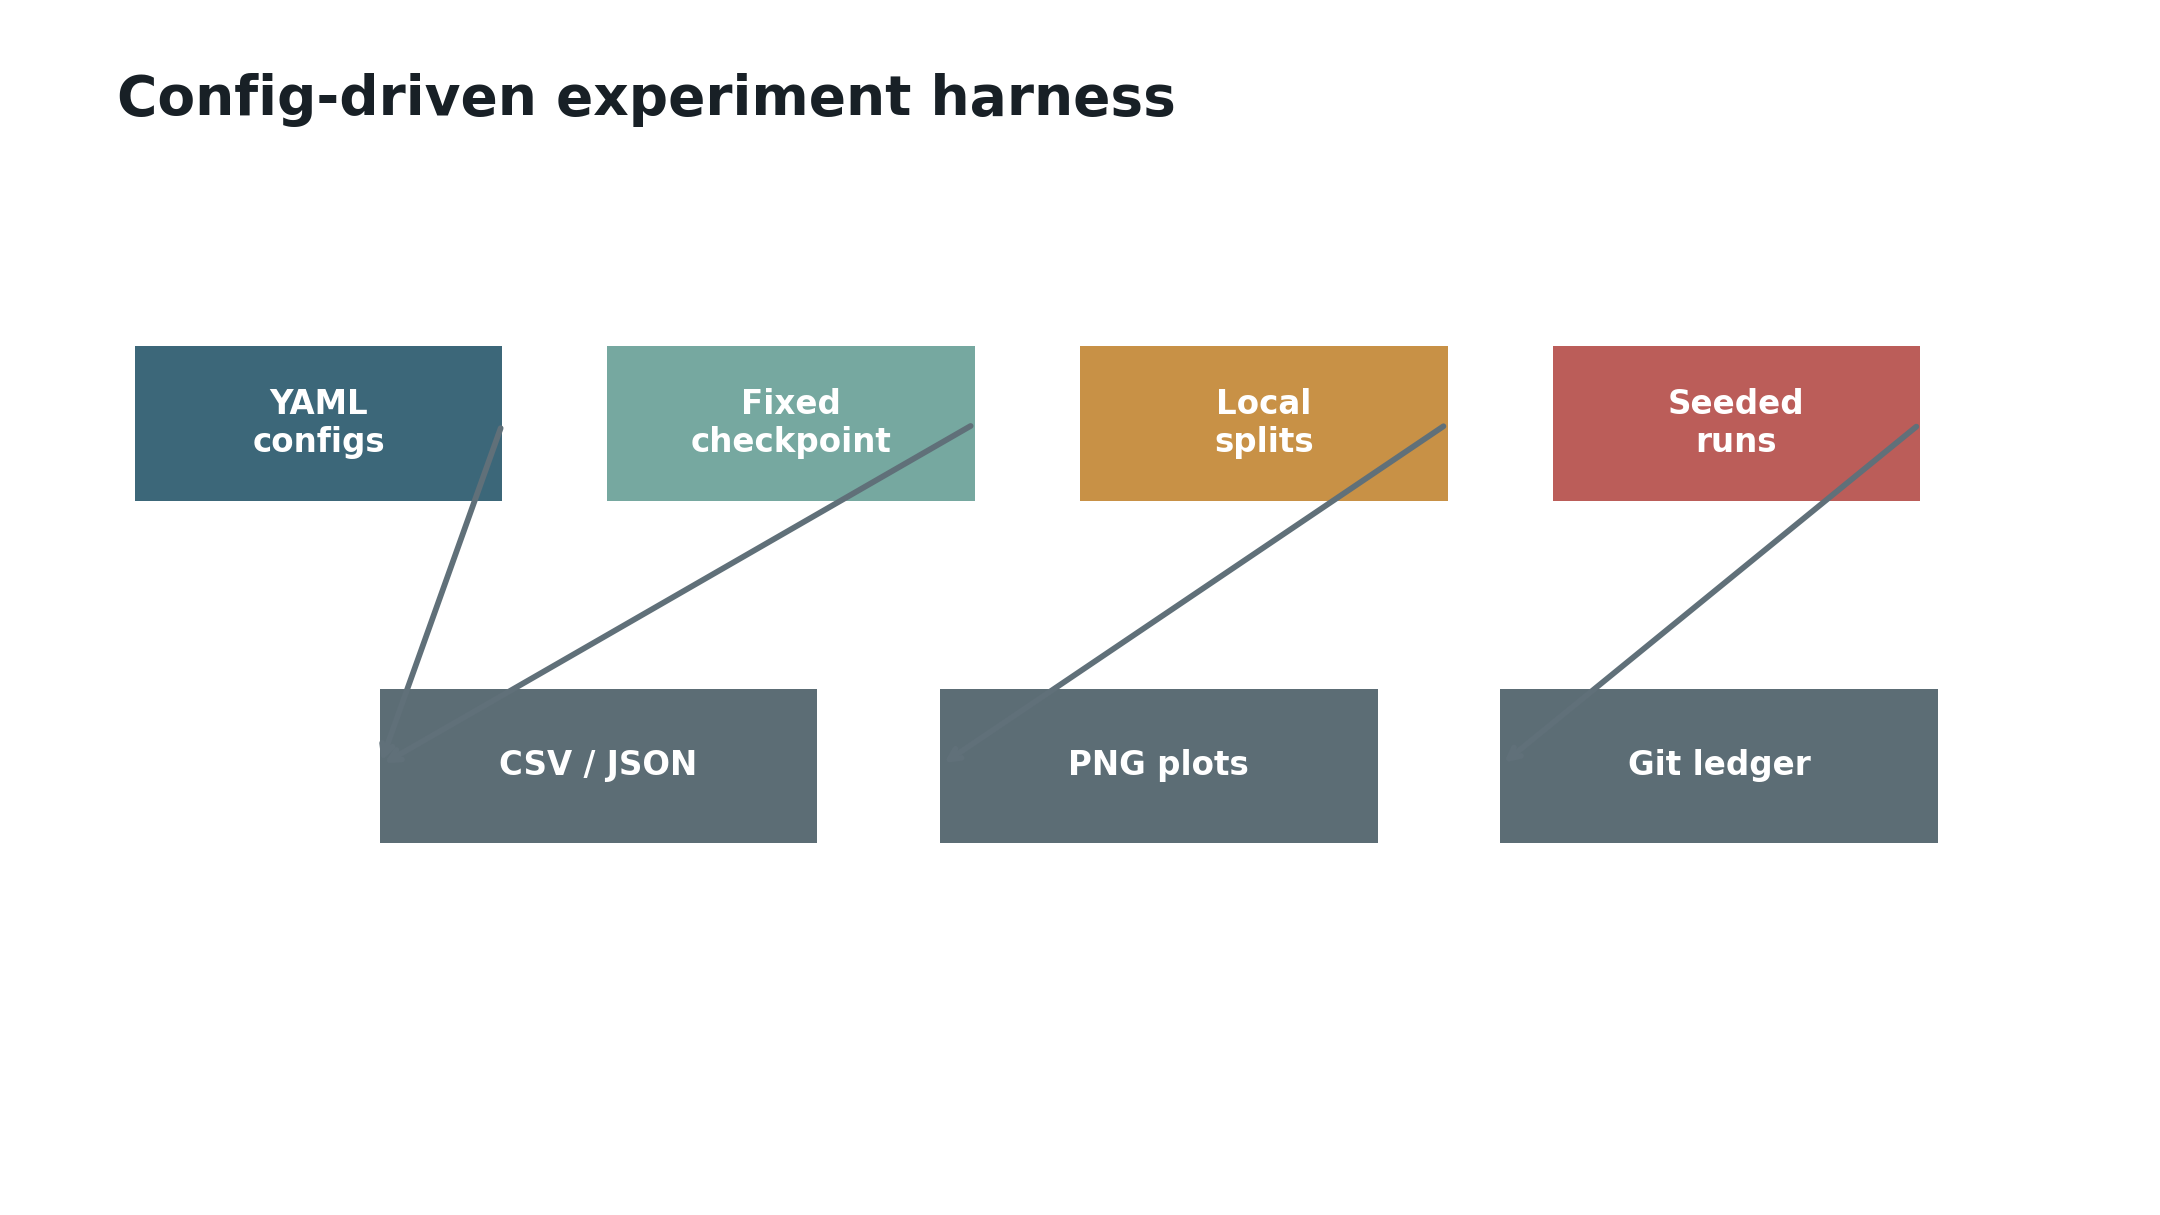 Config-driven experiment harness
YAML
configs
Fixed
checkpoint
Local
splits
Seeded
runs
CSV / JSON
PNG plots
Git ledger